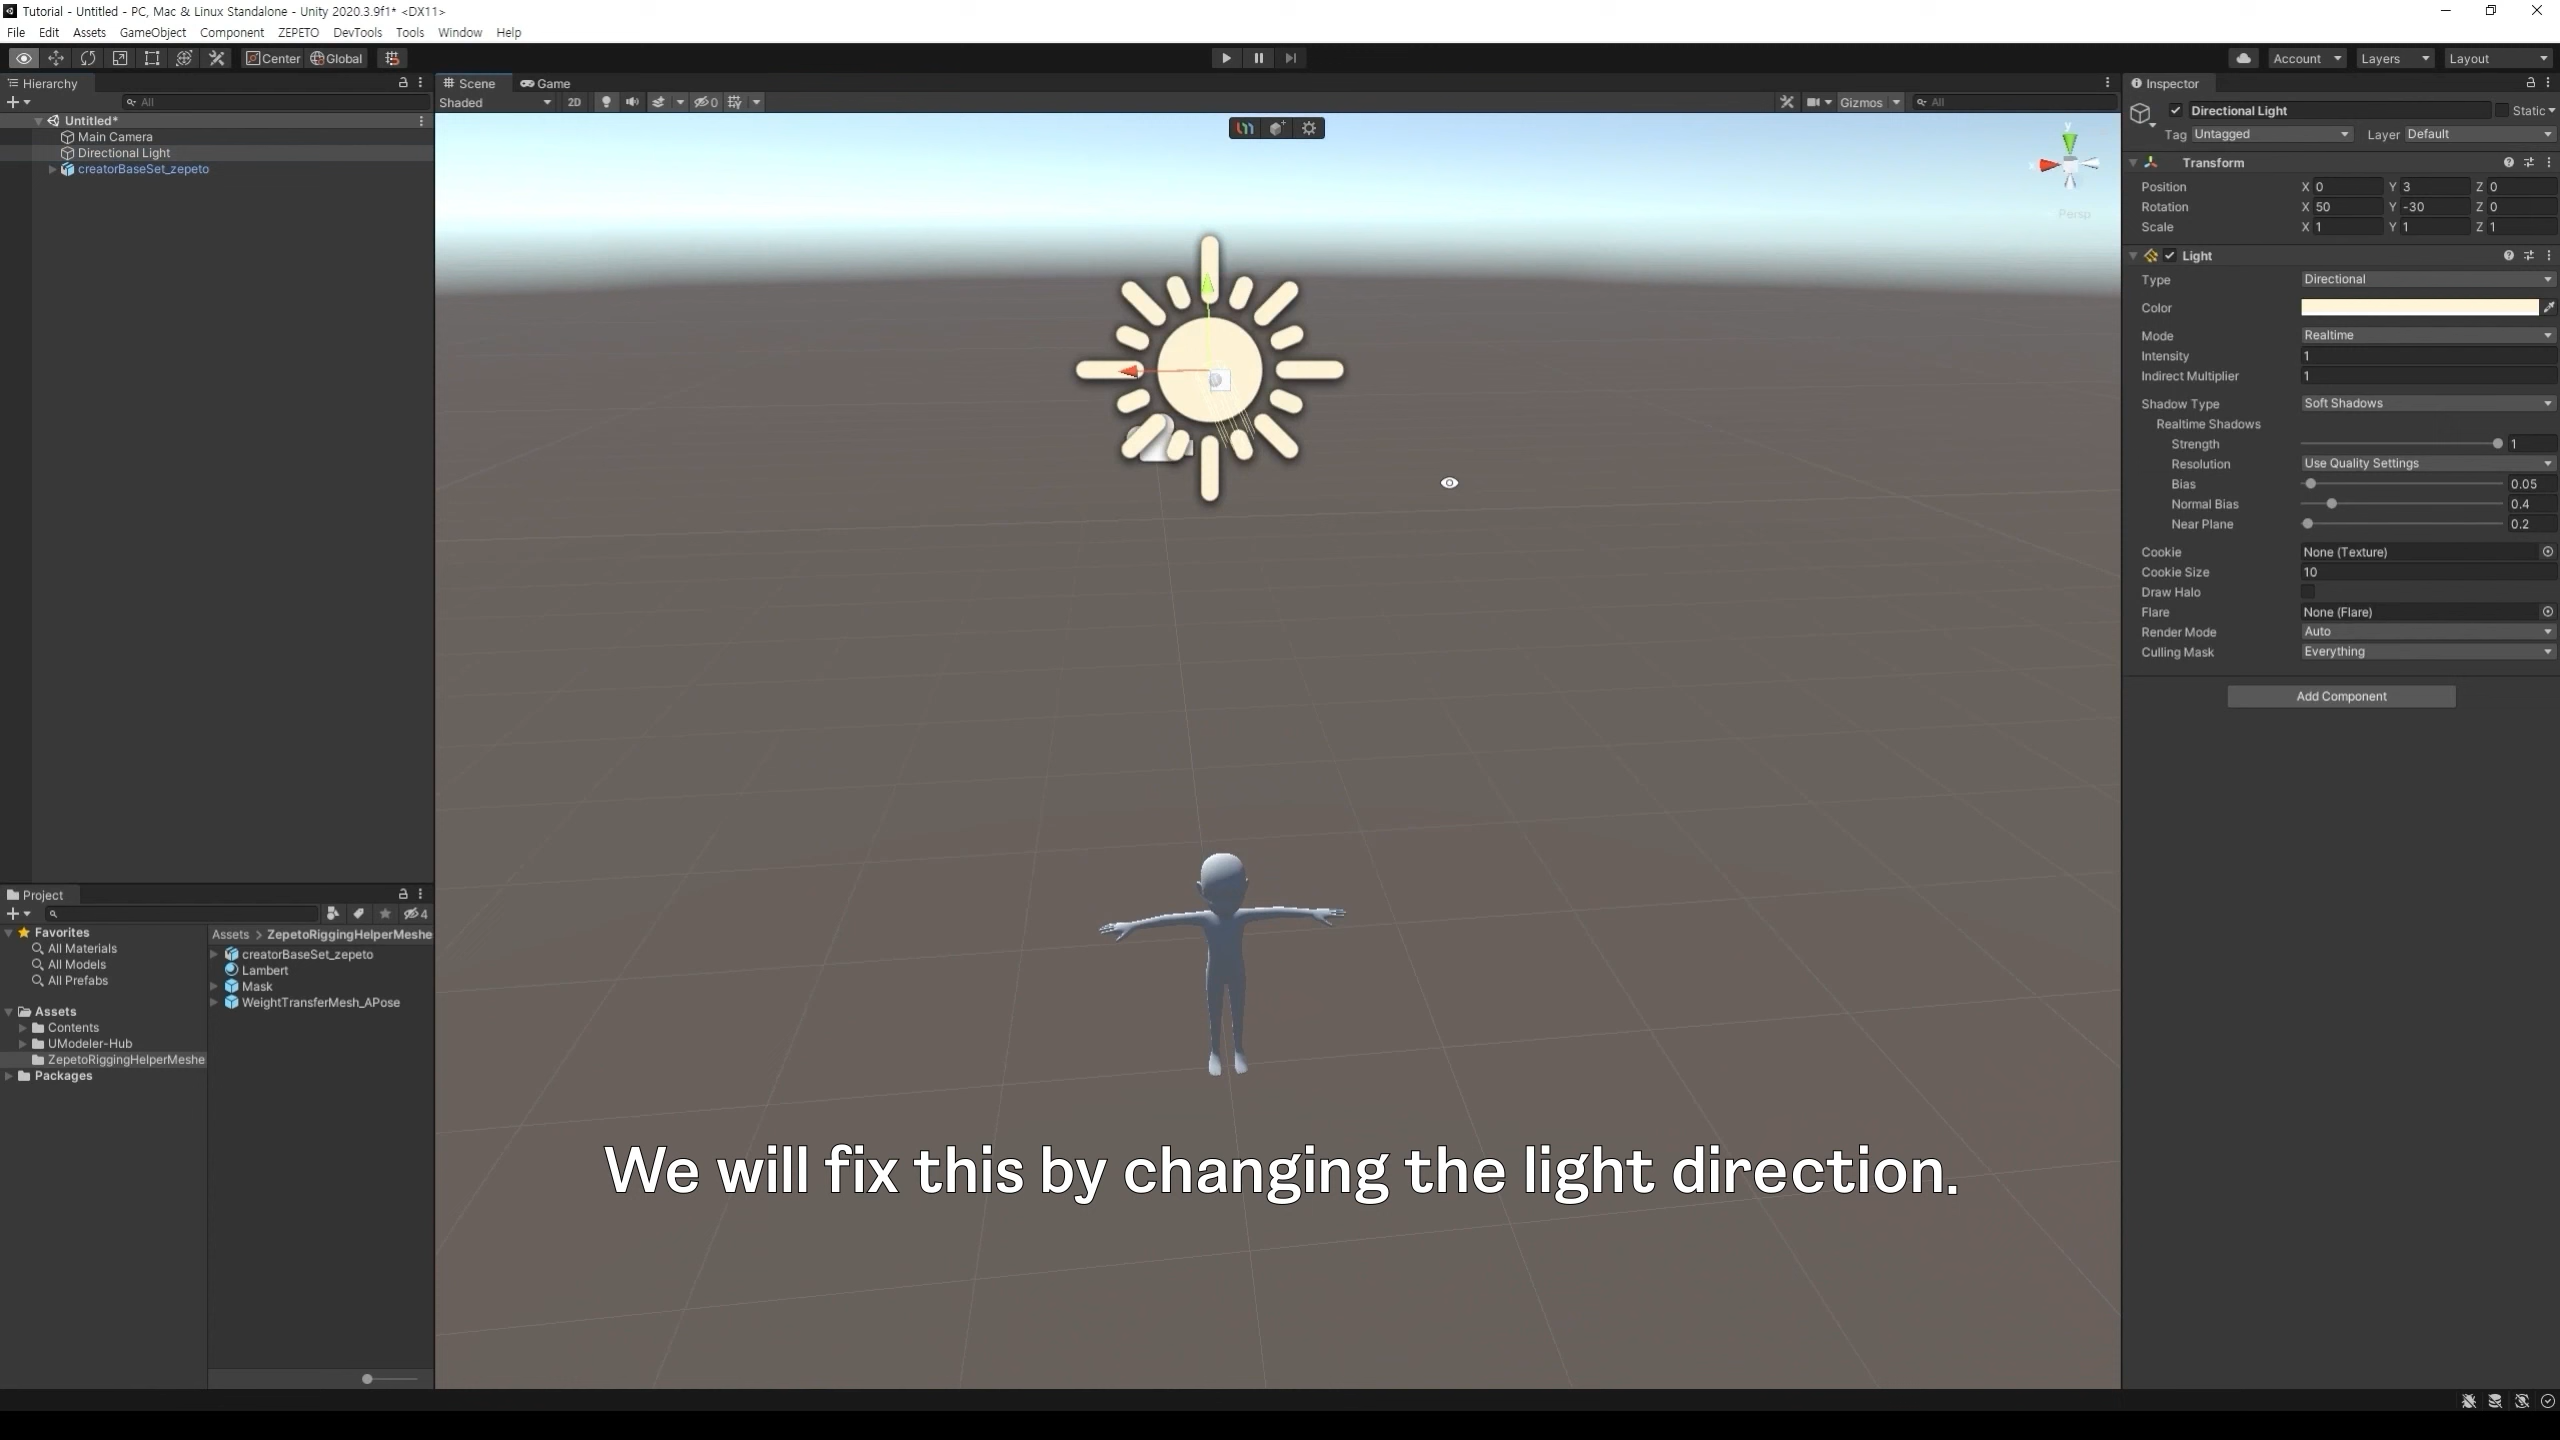 Tutorial - Untitled - PC, Mac & Linux Standalone - Unity 2020.3.9f1* <DX11>
File Edit Assets GameObject Component ZEPETO DevTools Tools Window Help
Center Global
Account Layers Layout
Hierarchy
All
Untitled*
Main Camera
Directional Light
creatorBaseSet_zepeto
Scene Game
Shaded 2D 0 Gizmos All
y
Persp
Inspector
Directional Light Static
Tag Untagged Layer Default
Transform
Position X 0 Y 3 Z 0
Rotation X 50 Y -30 Z 0
Scale X 1 Y 1 Z 1
Light
Type Directional
Color
Mode Realtime
Intensity 1
Indirect Multiplier 1
Shadow Type Soft Shadows
Realtime Shadows
Strength 1
Resolution Use Quality Settings
Bias 0.05
Normal Bias 0.4
Near Plane 0.2
Cookie None (Texture)
Cookie Size 10
Draw Halo
Flare None (Flare)
Render Mode Auto
Culling Mask Everything
Add Component
Project
4
Favorites
All Materials
All Models
All Prefabs
Assets
Contents
UModeler-Hub
ZepetoRiggingHelperMeshe
Packages
Assets > ZepetoRiggingHelperMeshe
creatorBaseSet_zepeto
Lambert
Mask
WeightTransferMesh_APose
We will fix this by changing the light direction.